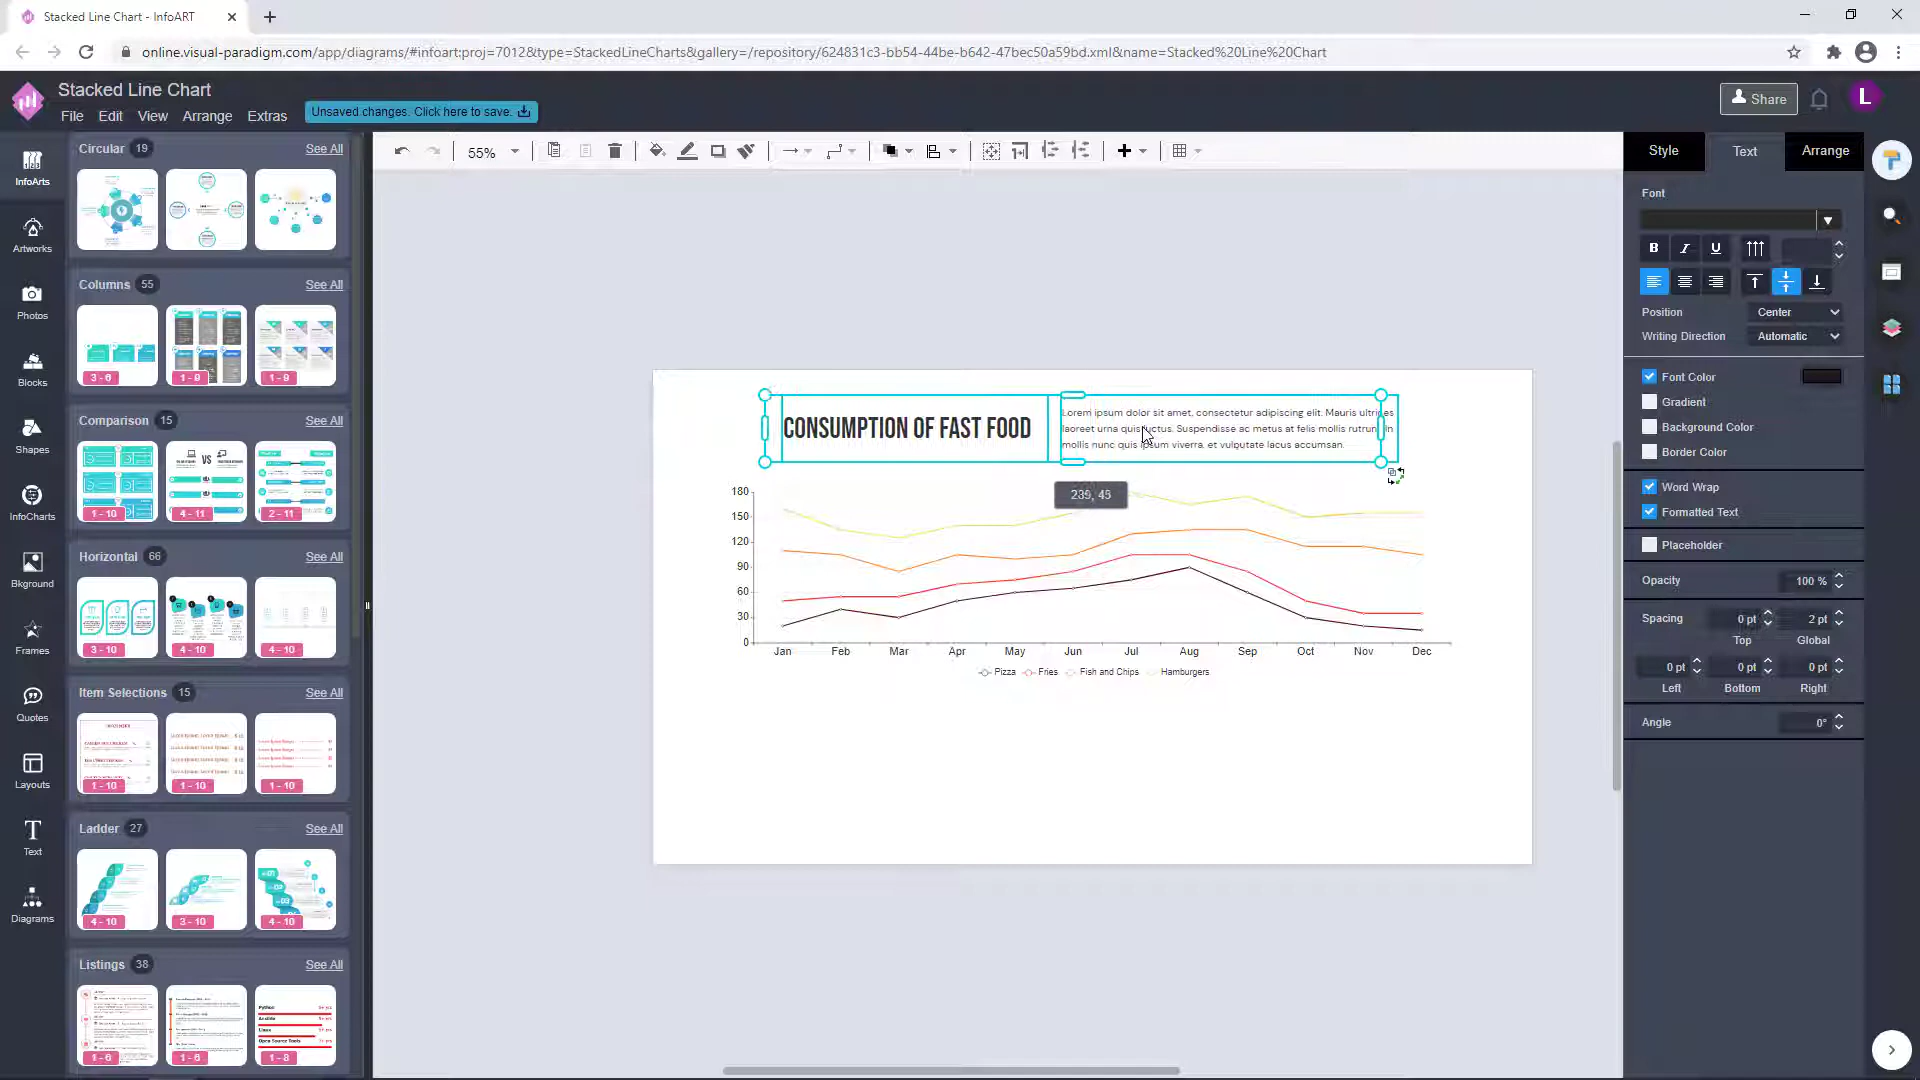 Stacked Line Chart - InfoART
online.visual-paradigm.com/app/diagrams/#infoart:proj=7012&type=StackedLineCharts&gallery=/repository/624831c3-bb54-44be-b642-47bec50a59bd.xml&name=Stacked%20Line%20Chart
Stacked Line Chart
File Edit View Arrange Extras
Unsaved changes. Click here to save.
Share
L
InfoArts
Artworks
Photos
Blocks
Shapes
InfoCharts
Bkground
Frames
Quotes
Layouts
Text
Diagrams
Circular 19 See All
Columns 55 See All
3 - 6 1 - 9 1 - 9
Comparison 15 See All
VS
1 - 10 4 - 11 2 - 11
Horizontal 66 See All
3 - 10 4 - 10 4 - 10
Item Selections 15 See All
1 - 10 1 - 10 1 - 10
Ladder 27 See All
4 - 10 3 - 10 4 - 10
Listings 38 See All
Python
Ansible
Linux
Open Source Tools
1 - 6 1 - 6 1 - 8
55%
CONSUMPTION OF FAST FOOD
Lorem ipsum dolor sit amet, consectetur adipiscing elit. Mauris ultrices
laoreet urna quis luctus. Suspendisse ac metus at felis mollis rutrum. In
mollis nunc quis ipsum viverra, et vulputate lacus accumsan.
239, 45
180
150
120
90
60
30
0
Jan Feb Mar Apr May Jun Jul Aug Sep Oct Nov Dec
Pizza Fries Fish and Chips Hamburgers
Style Text Arrange
Font
B I U
Position Center
Writing Direction Automatic
Font Color
Gradient
Background Color
Border Color
Word Wrap
Formatted Text
Placeholder
Opacity 100 %
Spacing 0 pt 2 pt
Top Global
0 pt 0 pt 0 pt
Left Bottom Right
Angle 0°